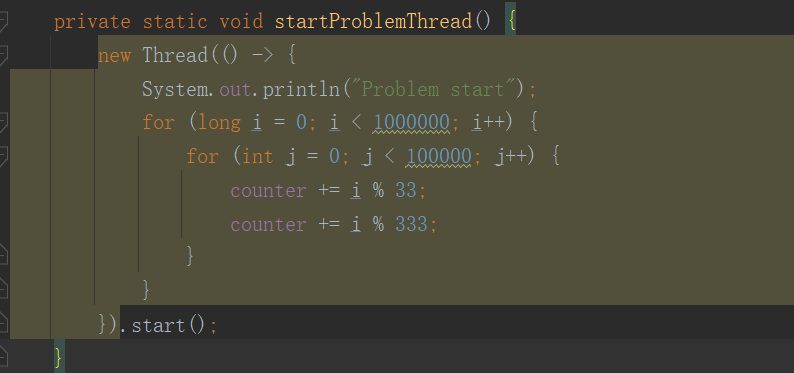 private static void startProblemThread() {
new Thread(() -> {
System.out.println("Problem start");
for (long i = 0; i < 1000000; i++) {
for (int j = 0; j < 100000; j++) {
counter += i % 33;
counter += i % 333;
}
}
}).start();
}